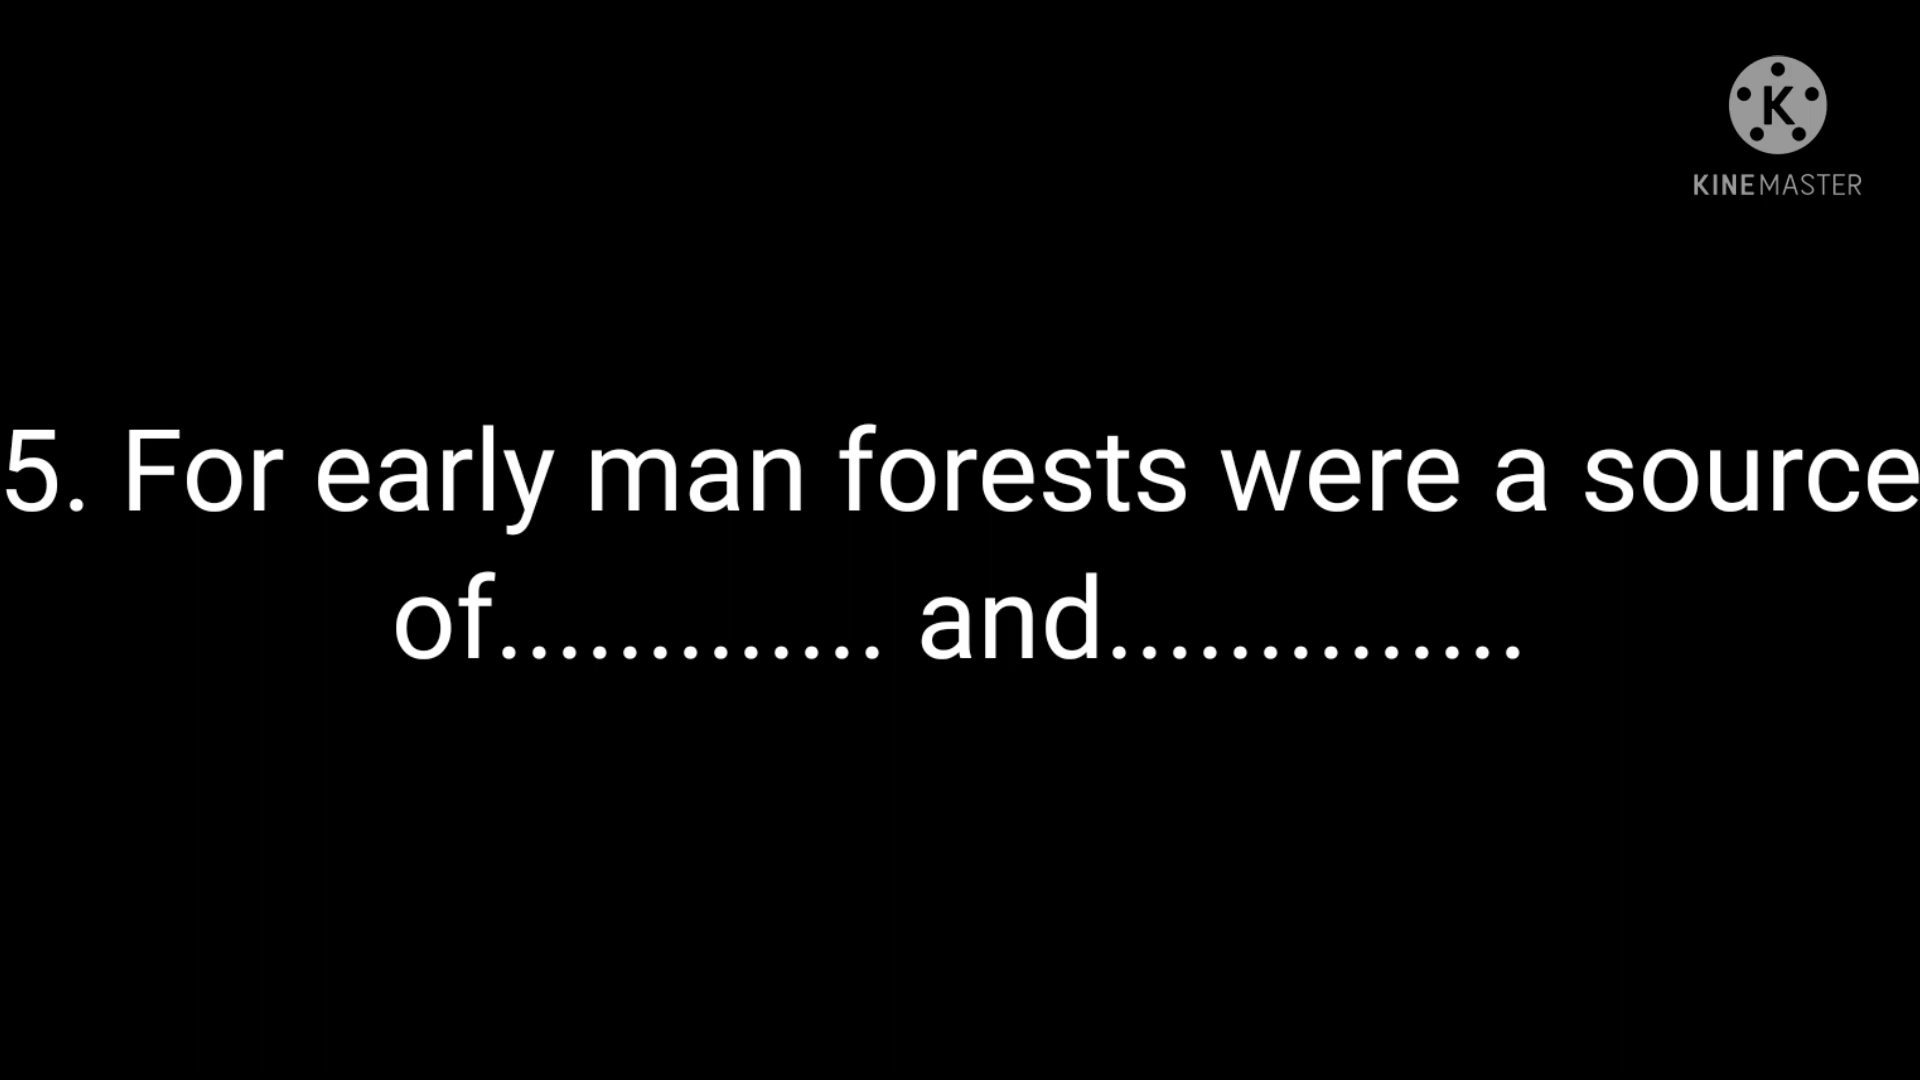 K
KINEMASTER
5. For early man forests were a source
of............. and..............